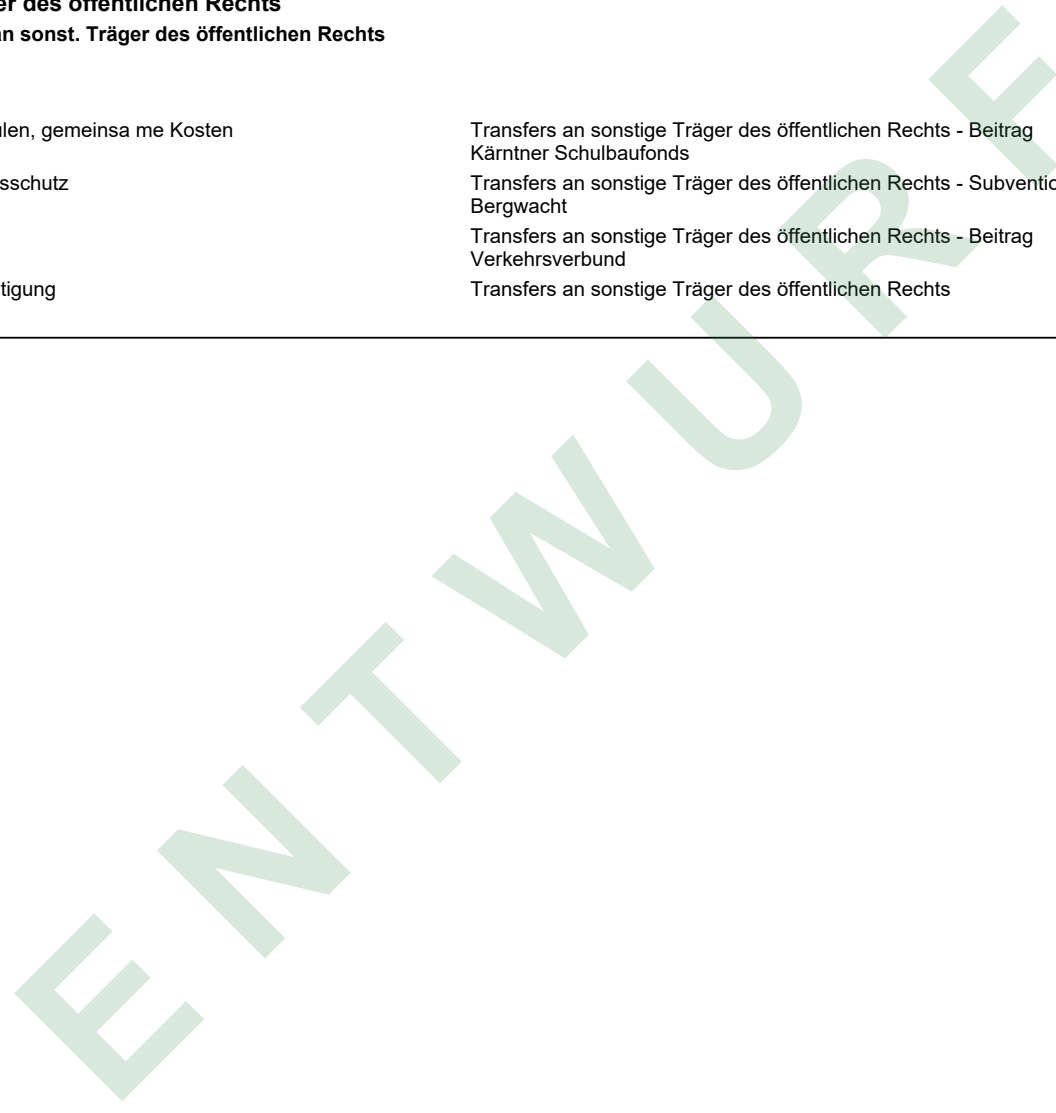 er des öffentlichen Rechts
an sonst. Träger des öffentlichen Rechts
ulen, gemeinsa me Kosten
Transfers an sonstige Träger des öffentlichen Rechts - Beitrag
Kärntner Schulbaufonds
sschutz
Transfers an sonstige Träger des öffentlichen Rechts - Subventio
Bergwacht
Transfers an sonstige Träger des öffentlichen Rechts - Beitrag
Verkehrsverbund
tigung
Transfers an sonstige Träger des öffentlichen Rechts
ENTWURF